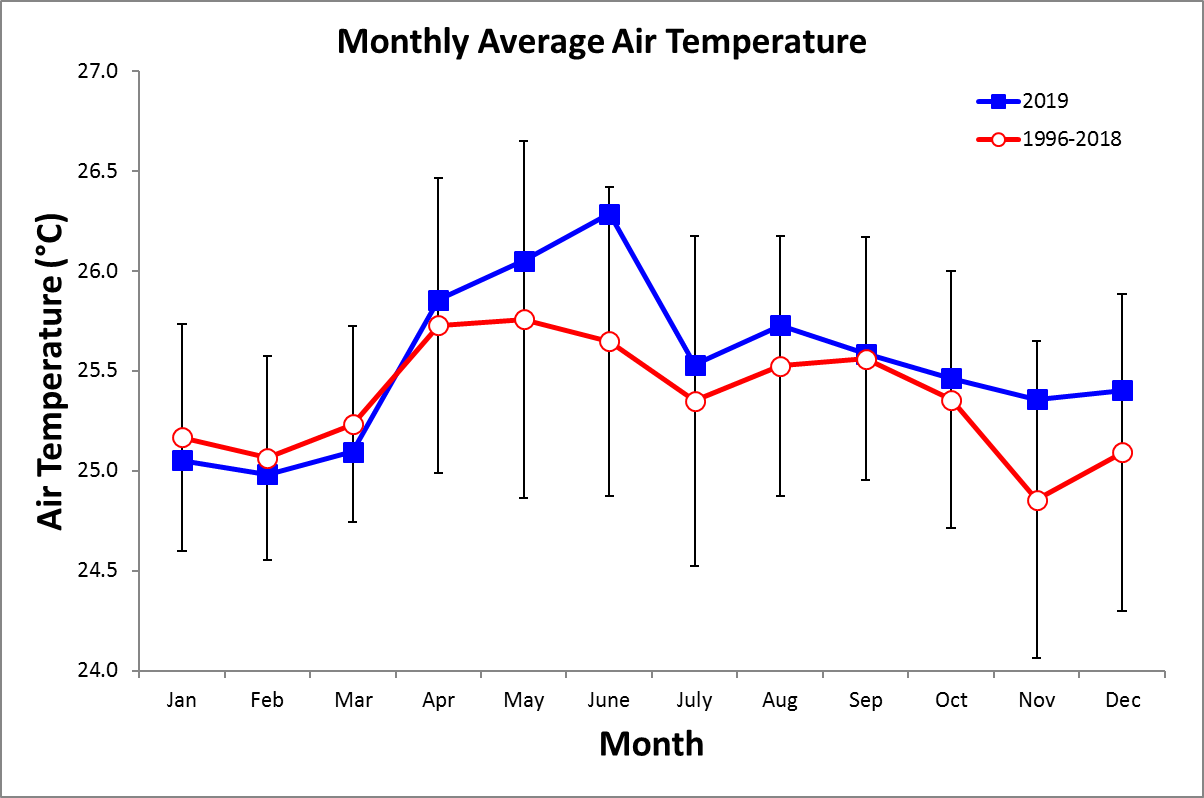 Monthly Average Air Temperature
27.0
26.5
26.0
25.5
25.0
24.5
24.0
Air Temperature (°C)
2019
1996-2018
Jan Feb Mar Apr May June July Aug Sep Oct Nov Dec
Month